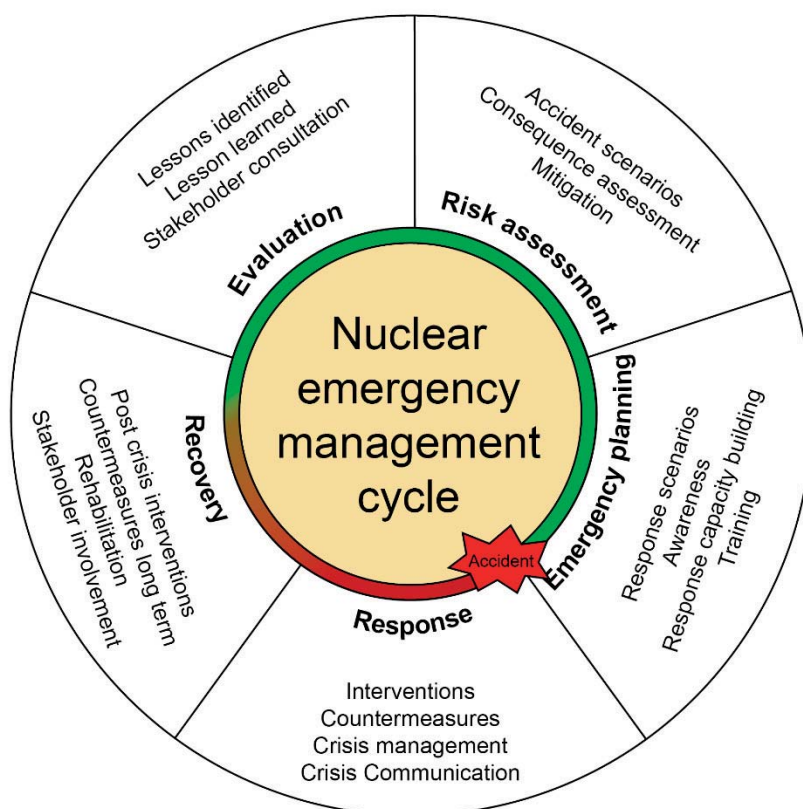 Nuclear
emergency
management
cycle
Risk assessment
Accident scenarios
Consequence assessment
Mitigation
Emergency planning
Response scenarios
Awareness
Response capacity building
Training
Accident
Response
Interventions
Countermeasures
Crisis management
Crisis Communication
Recovery
Post crisis interventions
Countermeasures long term
Rehabilitation
Stakeholder involvement
Evaluation
Lessons identified
Lesson learned
Stakeholder consultation